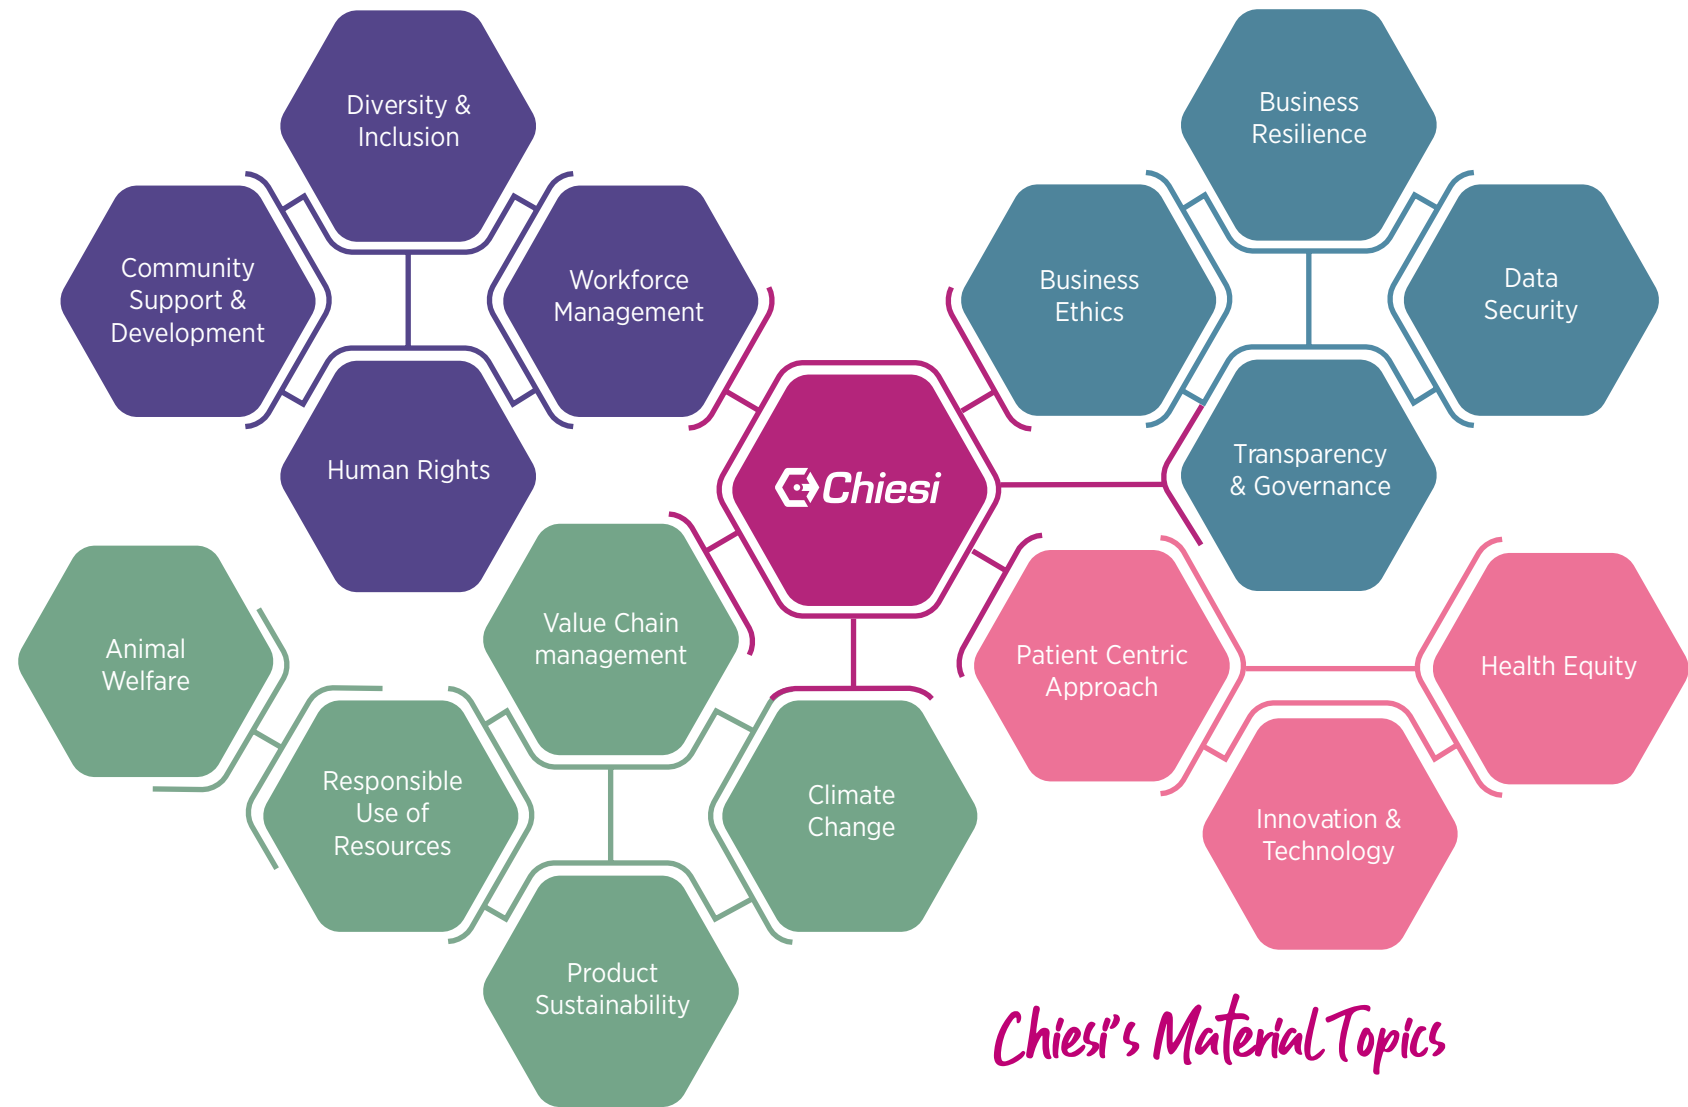 Diversity &
Inclusion
Community
Support &
Development
Workforce
Management
Human Rights
Business
Resilience
Business
Ethics
Data
Security
Transparency
& Governance
Chiesi
Animal
Welfare
Value Chain
management
Responsible
Use of
Resources
Climate
Change
Product
Sustainability
Patient Centric
Approach
Health Equity
Innovation &
Technology
Chiesi's Material Topics